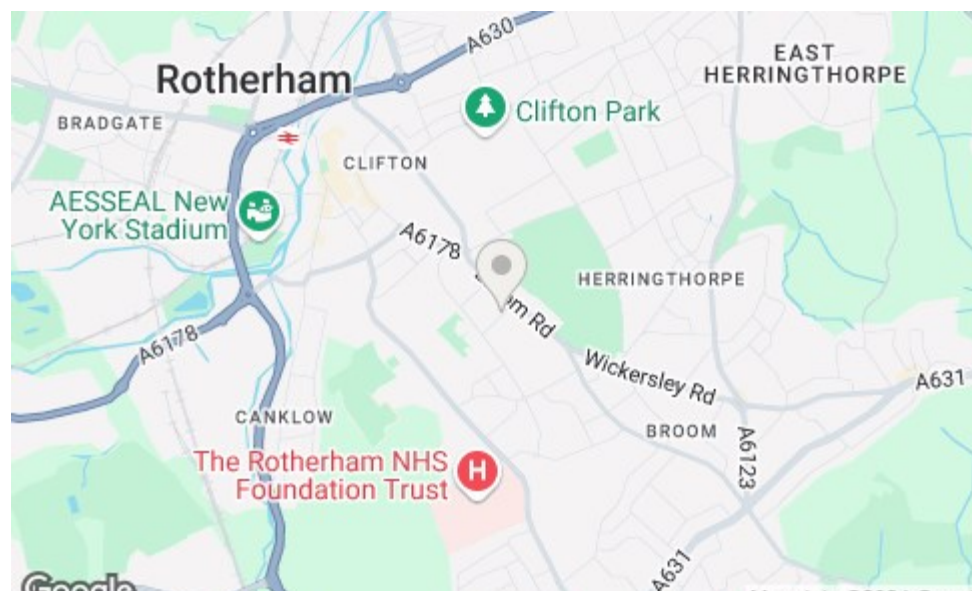 A630
EAST
HERRINGTHORPE
Rotherham
Clifton Park
BRADGATE
CLIFTON
AESSEAL New
York Stadium
A6178
HERRINGTHORPE
Rd
A6178
Wickersley Rd
A631
CANKLOW
BROOM
A6123
The Rotherham NHS
Foundation Trust
H
A631
Google